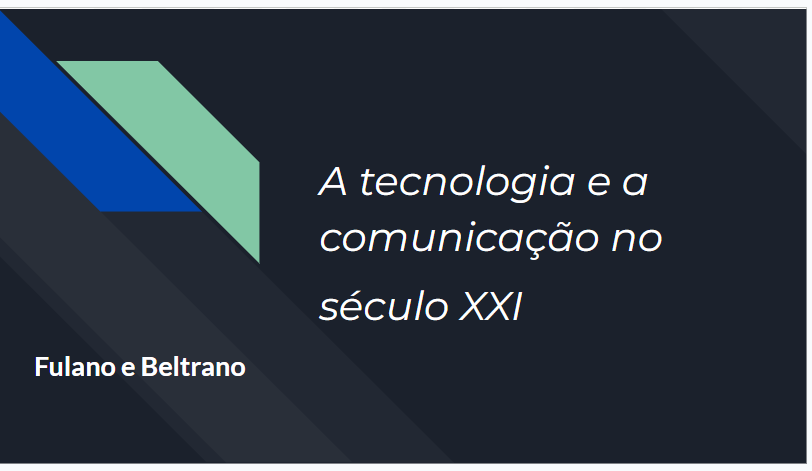 A tecnologia e a
comunicação no
século XXI
Fulano e Beltrano